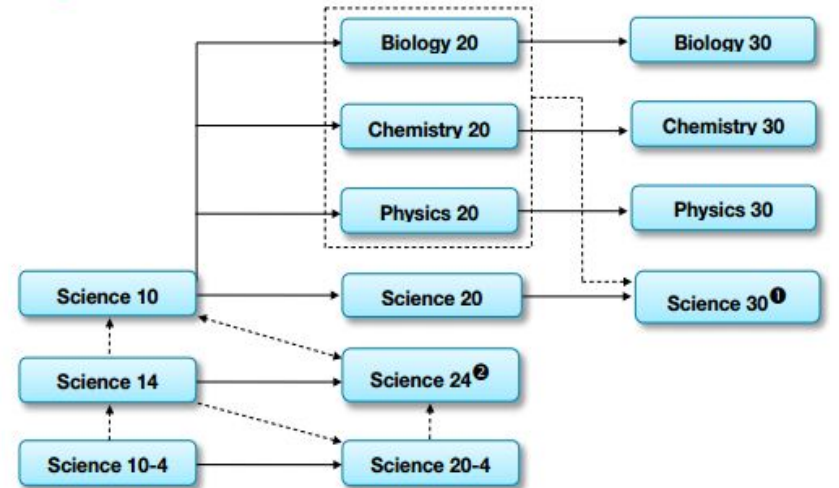 Biology 20
Biology 30
Chemistry 20
Chemistry 30
Physics 20
Physics 30
Science 10
Science 20
Science 30❶
Science 14
Science 24❷
Science 10-4
Science 20-4